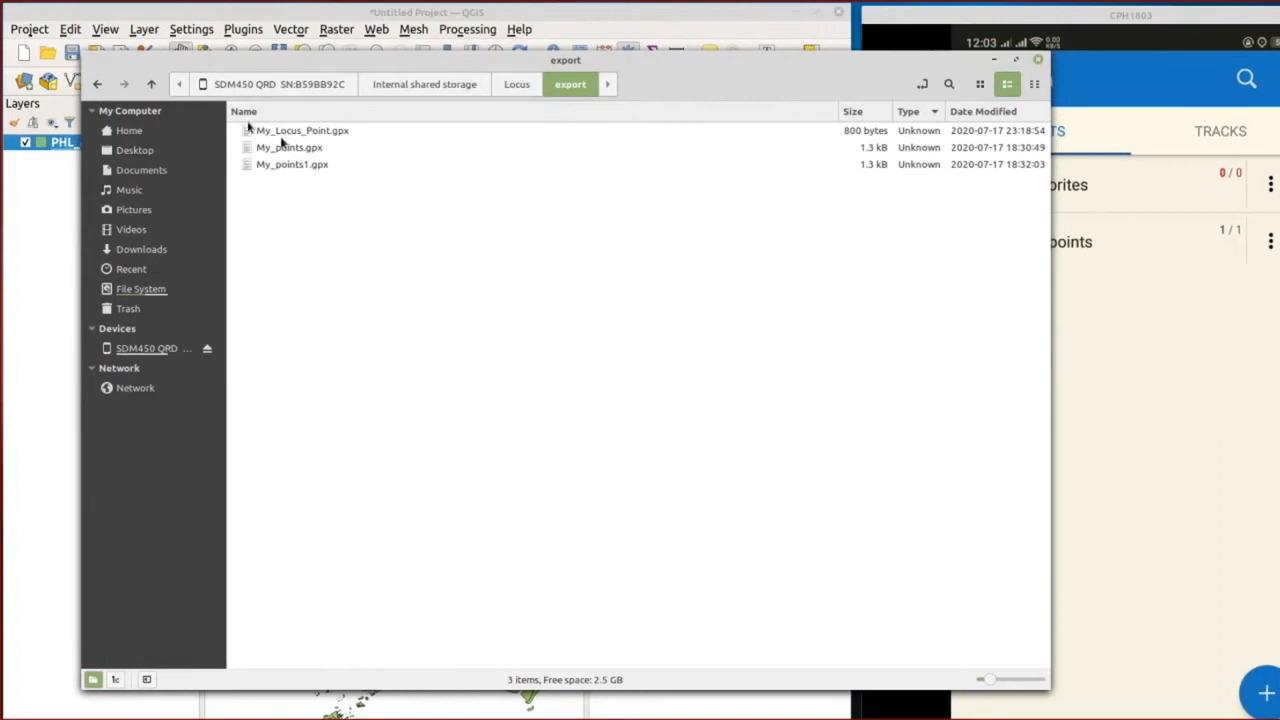 *Untitled Project — QGIS
Project Edit View Layer Settings Plugins Vector Raster Web Mesh Processing Help
Layers
PHL_
export
SDM450 QRD SN:B59BB92C Internal shared storage Locus export
My Computer
Home
Desktop
Documents
Music
Pictures
Videos
Downloads
Recent
File System
Trash
Devices
SDM450 QRD ...
Network
Network
Name Size Type Date Modified
My_Locus_Point.gpx 800 bytes Unknown 2020-07-17 23:18:54
My_points.gpx 1.3 kB Unknown 2020-07-17 18:30:49
My_points1.gpx 1.3 kB Unknown 2020-07-17 18:32:03
3 items, Free space: 2.5 GB
CPH1803
12:03
0.00
KB/S
TS TRACKS
orites 0 / 0
points 1 / 1